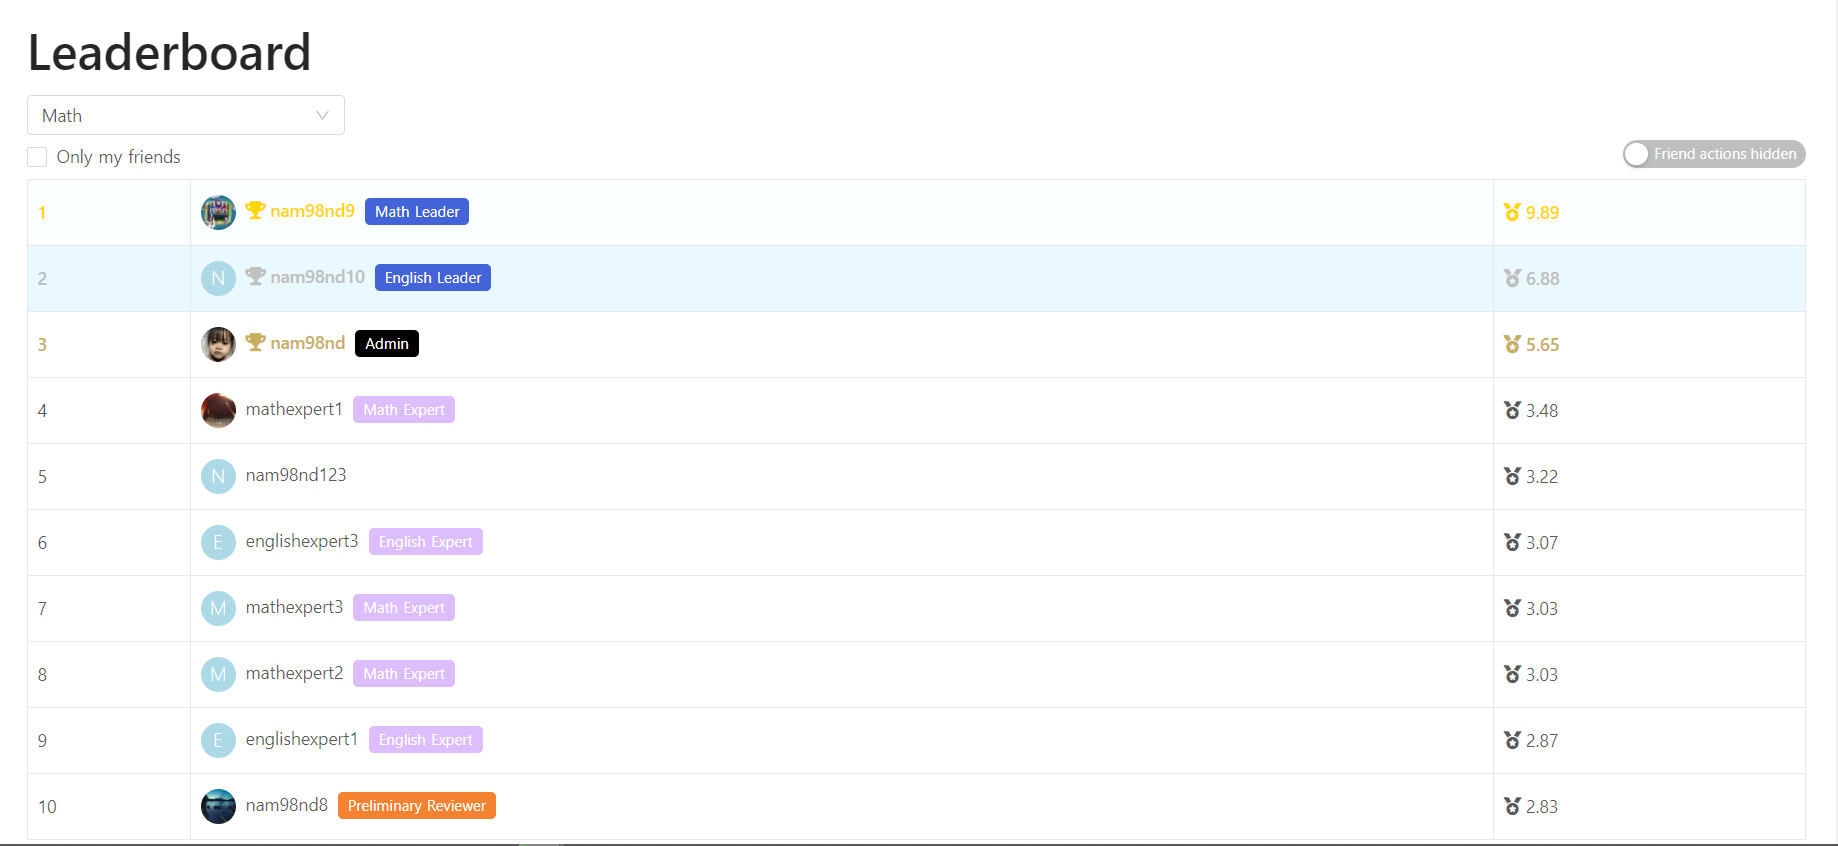 Leaderboard
Math
Only my friends
Friend actions hidden
1 nam98nd9 Math Leader 9.89
2 N nam98nd10 English Leader 6.88
3 nam98nd Admin 5.65
4 mathexpert1 Math Expert 3.48
5 N nam98nd123 3.22
6 E englishexpert3 English Expert 3.07
7 M mathexpert3 Math Expert 3.03
8 M mathexpert2 Math Expert 3.03
9 E englishexpert1 English Expert 2.87
10 nam98nd8 Preliminary Reviewer 2.83